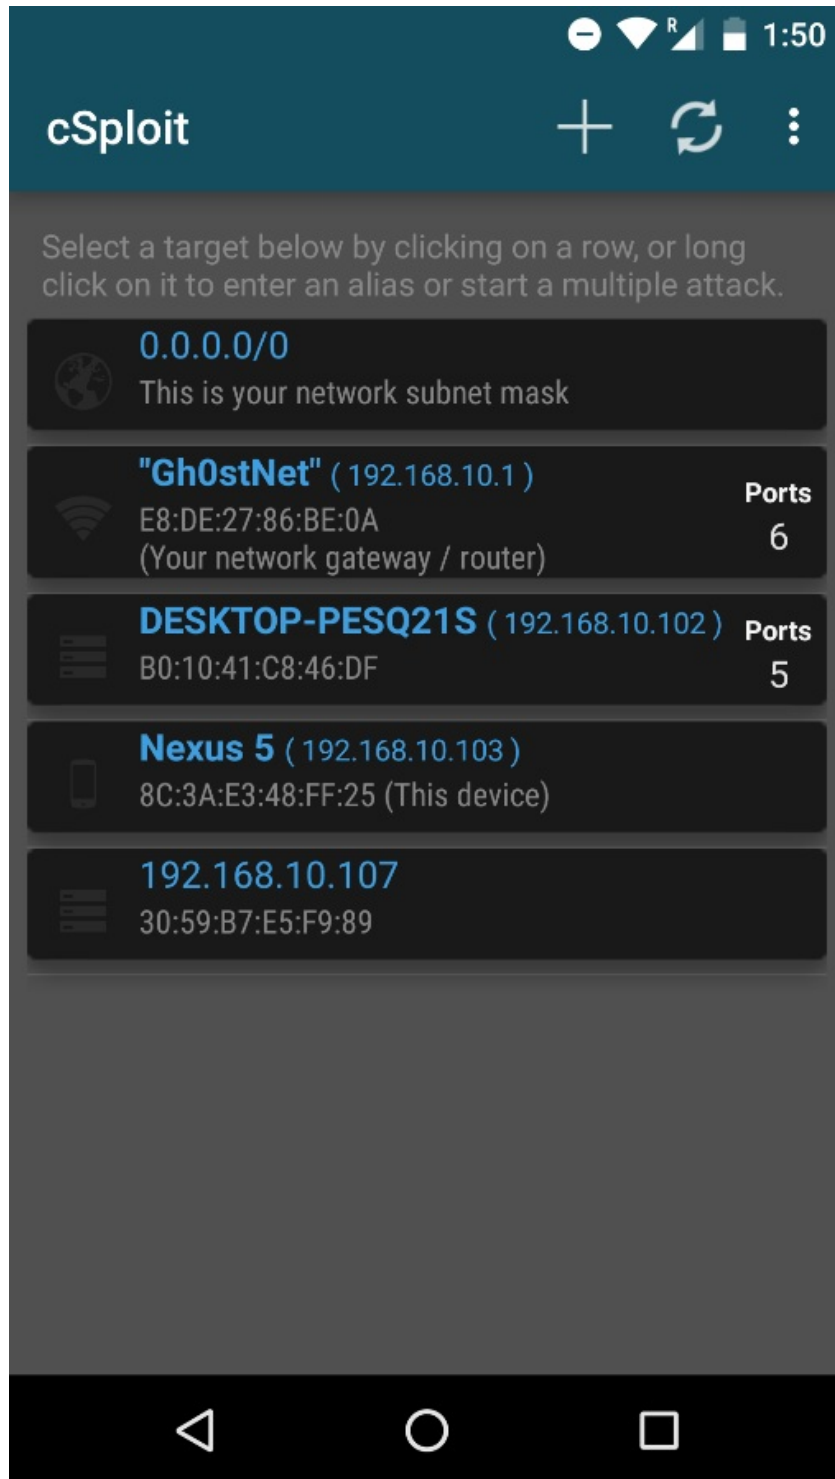 R 1:50
cSploit
Select a target below by clicking on a row, or long
click on it to enter an alias or start a multiple attack.
0.0.0.0/0
This is your network subnet mask
"Gh0stNet" ( 192.168.10.1 )
E8:DE:27:86:BE:0A
(Your network gateway / router)
Ports
6
DESKTOP-PESQ21S ( 192.168.10.102 )
B0:10:41:C8:46:DF
Ports
5
Nexus 5 ( 192.168.10.103 )
8C:3A:E3:48:FF:25 (This device)
192.168.10.107
30:59:B7:E5:F9:89